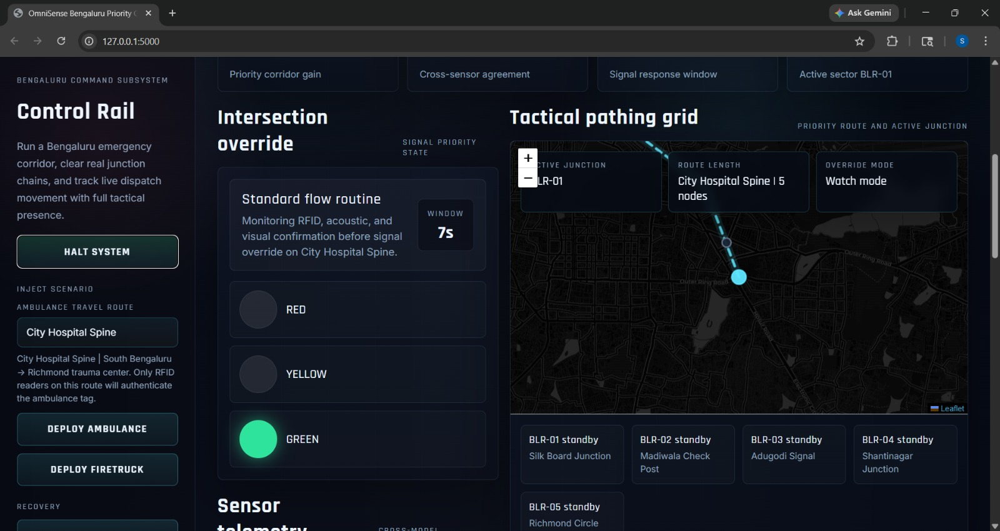 OmniSense Bengaluru Priority
Ask Gemini
127.0.0.1:5000
S
BENGALURU COMMAND SUBSYSTEM
Control Rail
Run a Bengaluru emergency
corridor, clear real junction
chains, and track live dispatch
movement with full tactical
presence.
HALT SYSTEM
INJECT SCENARIO
AMBULANCE TRAVEL ROUTE
City Hospital Spine
City Hospital Spine | South Bengaluru
→ Richmond trauma center. Only RFID
readers on this route will authenticate
the ambulance tag.
DEPLOY AMBULANCE
DEPLOY FIRETRUCK
RECOVERY
Priority corridor gain
Cross-sensor agreement
Signal response window
Active sector BLR-01
Intersection
override
SIGNAL PRIORITY
STATE
Standard flow routine
Monitoring RFID, acoustic, and
visual confirmation before signal
override on City Hospital Spine.
WINDOW
7s
RED
YELLOW
GREEN
Sensor
telemetry
CROSS-MODEL
Tactical pathing grid
PRIORITY ROUTE AND ACTIVE JUNCTION
+
−
CTIVE JUNCTION
LR-01
ROUTE LENGTH
City Hospital Spine | 5
nodes
OVERRIDE MODE
Watch mode
Outer Ring Road
Outer Ring Road
Hosur Road
Leaflet
BLR-01 standby
Silk Board Junction
BLR-02 standby
Madiwala Check
Post
BLR-03 standby
Adugodi Signal
BLR-04 standby
Shantinagar
Junction
BLR-05 standby
Richmond Circle